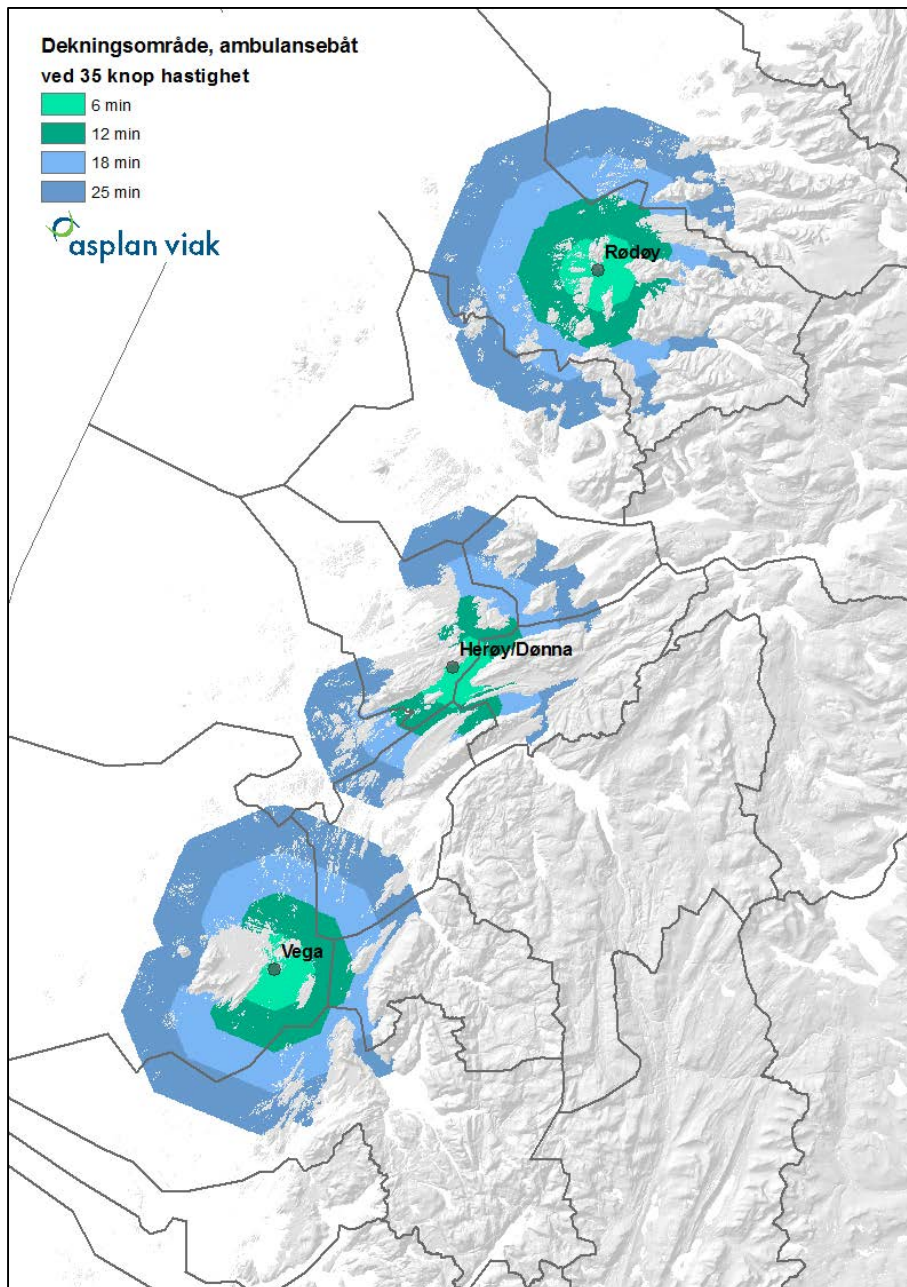 Dekningsområde, ambulansebåt
ved 35 knop hastighet
6 min
12 min
18 min
25 min
asplan viak
Rødøy
Herøy/Dønna
Vega